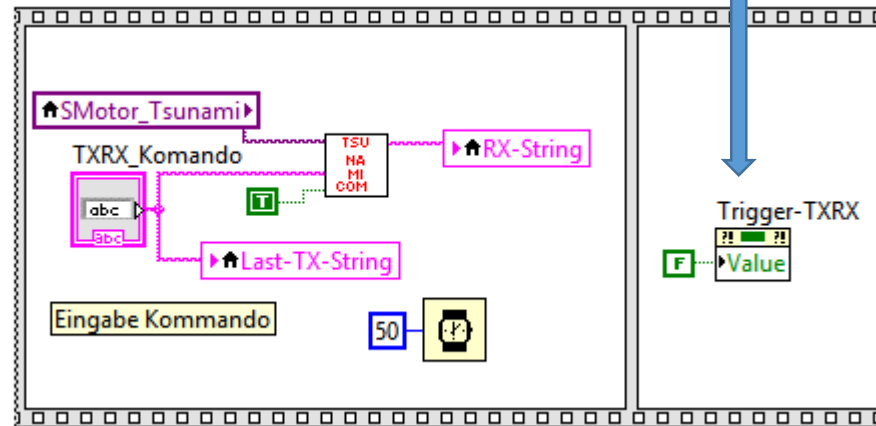 SMotor_Tsunami
TXRX_Komando
abc
abc
TSU
NA
MI
COM
T
RX-String
Last-TX-String
Eingabe Kommando
50
Trigger-TXRX
?! ?!
F
Value